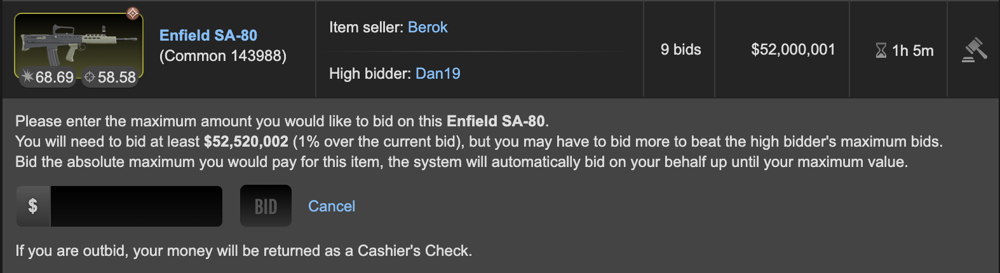 Enfield SA-80
(Common 143988)
68.69 58.58
Item seller: Berok
High bidder: Dan19
9 bids
$52,000,001
1h 5m
Please enter the maximum amount you would like to bid on this Enfield SA-80.
You will need to bid at least $52,520,002 (1% over the current bid), but you may have to bid more to beat the high bidder's maximum bids.
Bid the absolute maximum you would pay for this item, the system will automatically bid on your behalf up until your maximum value.
$ BID Cancel
If you are outbid, your money will be returned as a Cashier's Check.